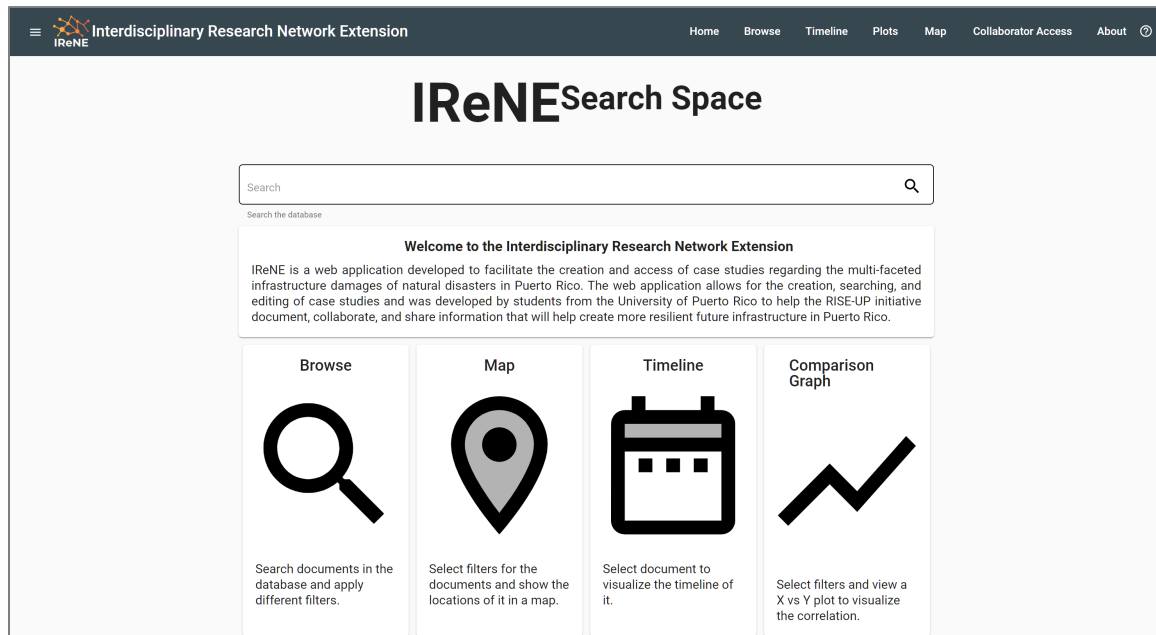 IReNE
Interdisciplinary Research Network Extension
Home Browse Timeline Plots Map Collaborator Access About
IReNE Search Space
Search
Search the database
Welcome to the Interdisciplinary Research Network Extension
IReNE is a web application developed to facilitate the creation and access of case studies regarding the multi-faceted
infrastructure damages of natural disasters in Puerto Rico. The web application allows for the creation, searching, and
editing of case studies and was developed by students from the University of Puerto Rico to help the RISE-UP initiative
document, collaborate, and share information that will help create more resilient future infrastructure in Puerto Rico.
Browse
Search documents in the
database and apply
different filters.
Map
Select filters for the
documents and show the
locations of it in a map.
Timeline
Select document to
visualize the timeline of
it.
Comparison
Graph
Select filters and view a
X vs Y plot to visualize
the correlation.